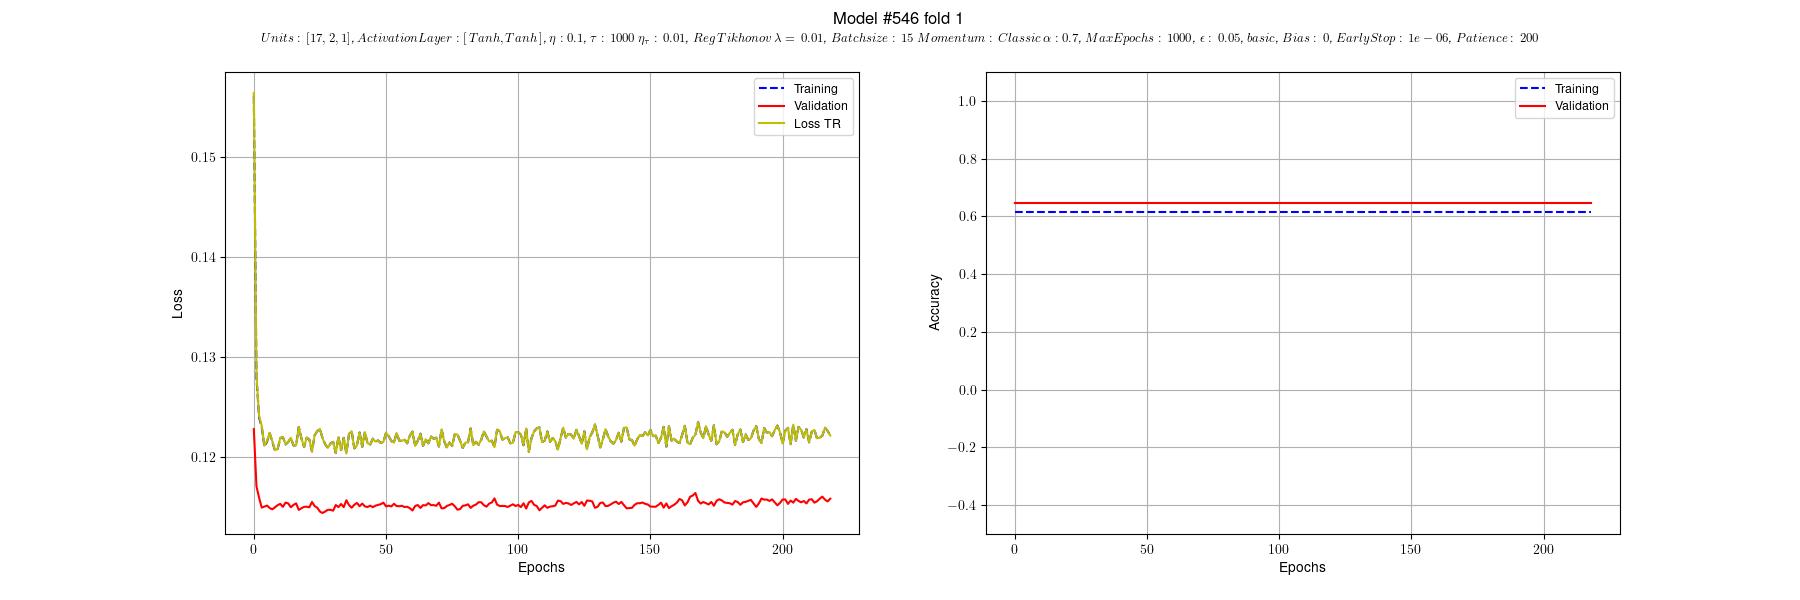 Model #546 fold 1
Units : [17, 2, 1], ActivationLayer : [Tanh, Tanh], η : 0.1, τ : 1000 η_τ : 0.01, RegTikhonov λ = 0.01, Batchsize : 15 Momentum : Classic α : 0.7, MaxEpochs : 1000, ϵ : 0.05, basic, Bias : 0, EarlyStop : 1e − 06, Patience : 200
Training
Validation
Loss TR
0.15
0.14
0.13
0.12
Loss
0 50 100 150 200
Epochs
Training
Validation
1.0
0.8
0.6
0.4
0.2
0.0
−0.2
−0.4
Accuracy
0 50 100 150 200
Epochs